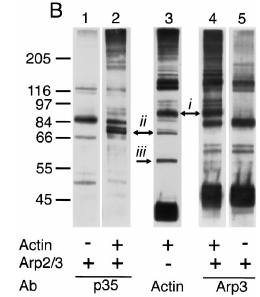 B
1 2 3 4 5
205
116
97
84
66
55
45
i
ii
iii
Actin - + + + -
Arp2/3 + + - + +
Ab p35 Actin Arp3